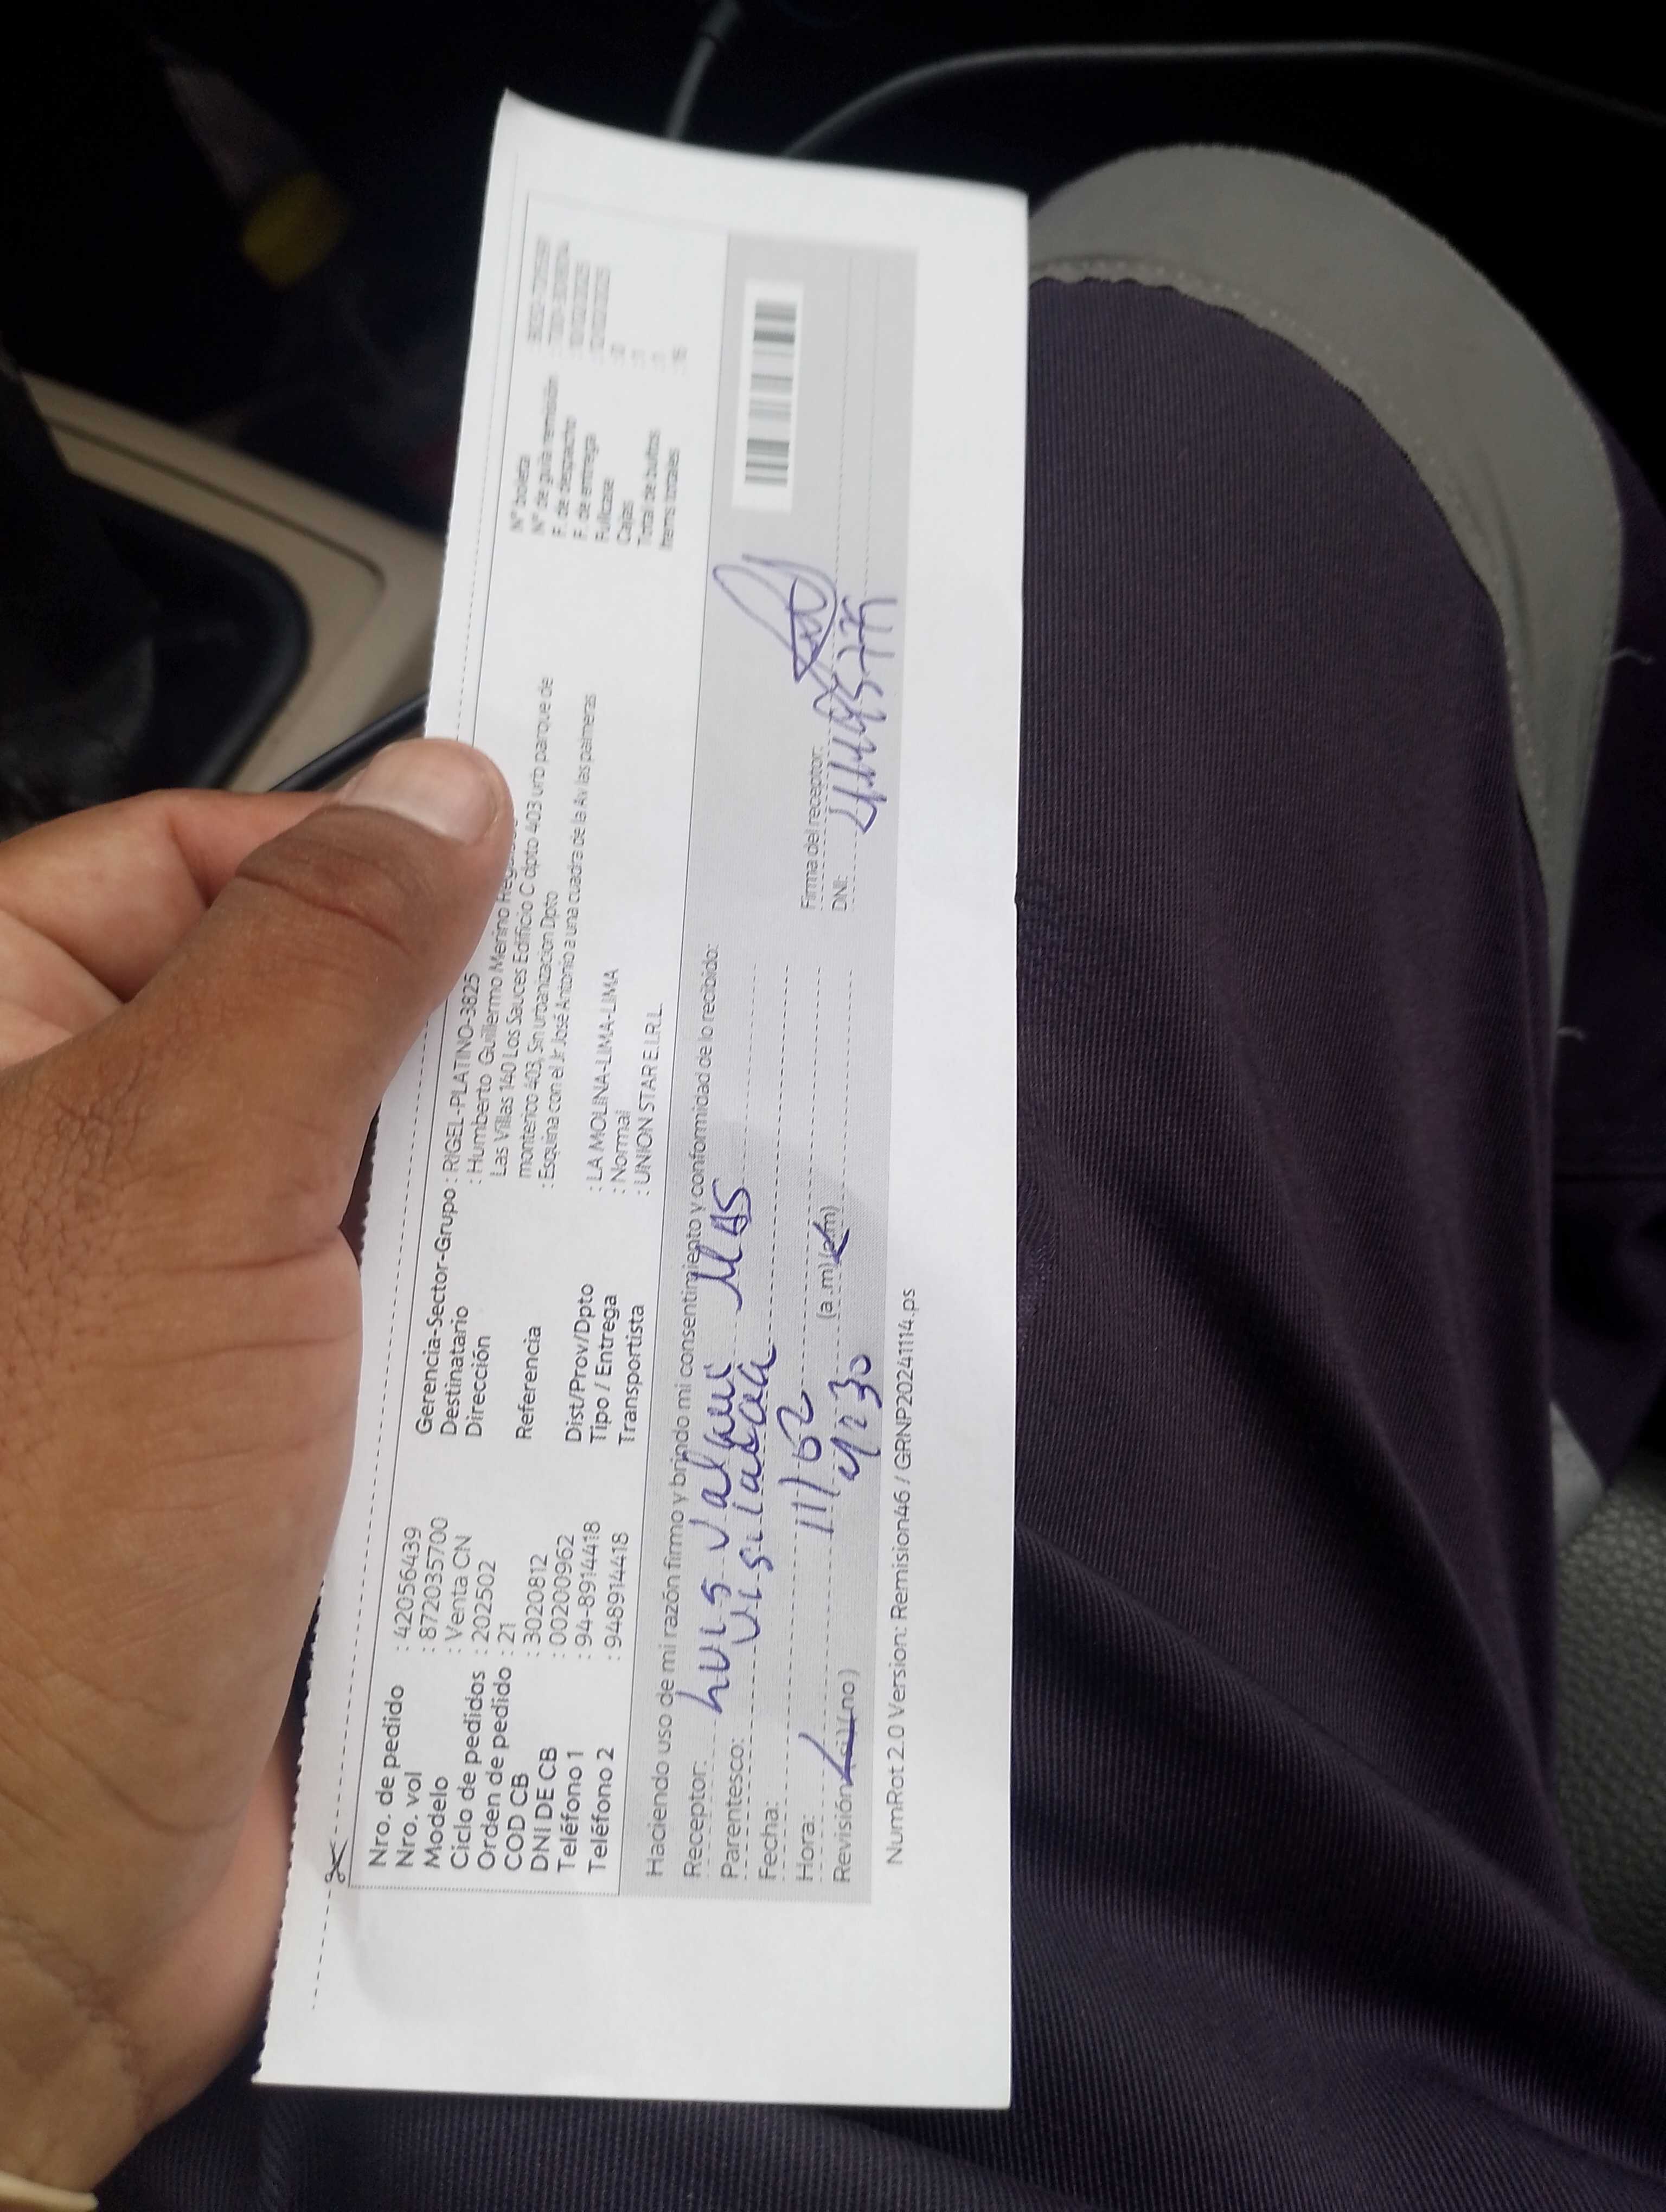 Nro. de pedido : 42056439
Nro. vol : 872035700
Modelo : Venta CN
Ciclo de pedidos : 202502
Orden de pedido : 21
COD CB : 3020812
DNI DE CB : 00200962
Teléfono 1 : 94-8914418
Teléfono 2 : 948914418
Gerencia-Sector-Grupo : RIGEL-PLATINO-3825
Destinatario : Humberto Guillermo Merino
Dirección Las Villas 140 Los Sauces Edificio C dpto 403 urb parque de
monterico 403, Sin urbanizacion Dpto
Referencia : Esquina con el Jr José Antonio a una cuadra de la Av las palmeras
Dist/Prov/Dpto : LA MOLINA-LIMA-LIMA
Tipo / Entrega : Normal
Transportista : UNION STAR E.I.R.L.
N° boleta
N° de guía remisión
F. de despacho
F. de entrega
Fullcase
Cajas
Total de bultos
Items totales
Haciendo uso de mi razón firmo y brindo mi consentimiento y conformidad de lo recibido:
Receptor: Luis Valqui MAS
Parentesco:
Fecha: 11/02
Hora: 30 (a.m) (p.m)
Revisión (si) (no)
Firma del receptor:
DNI:
NumRot 2.0 Version: Remision46 / GRNP20241114.ps